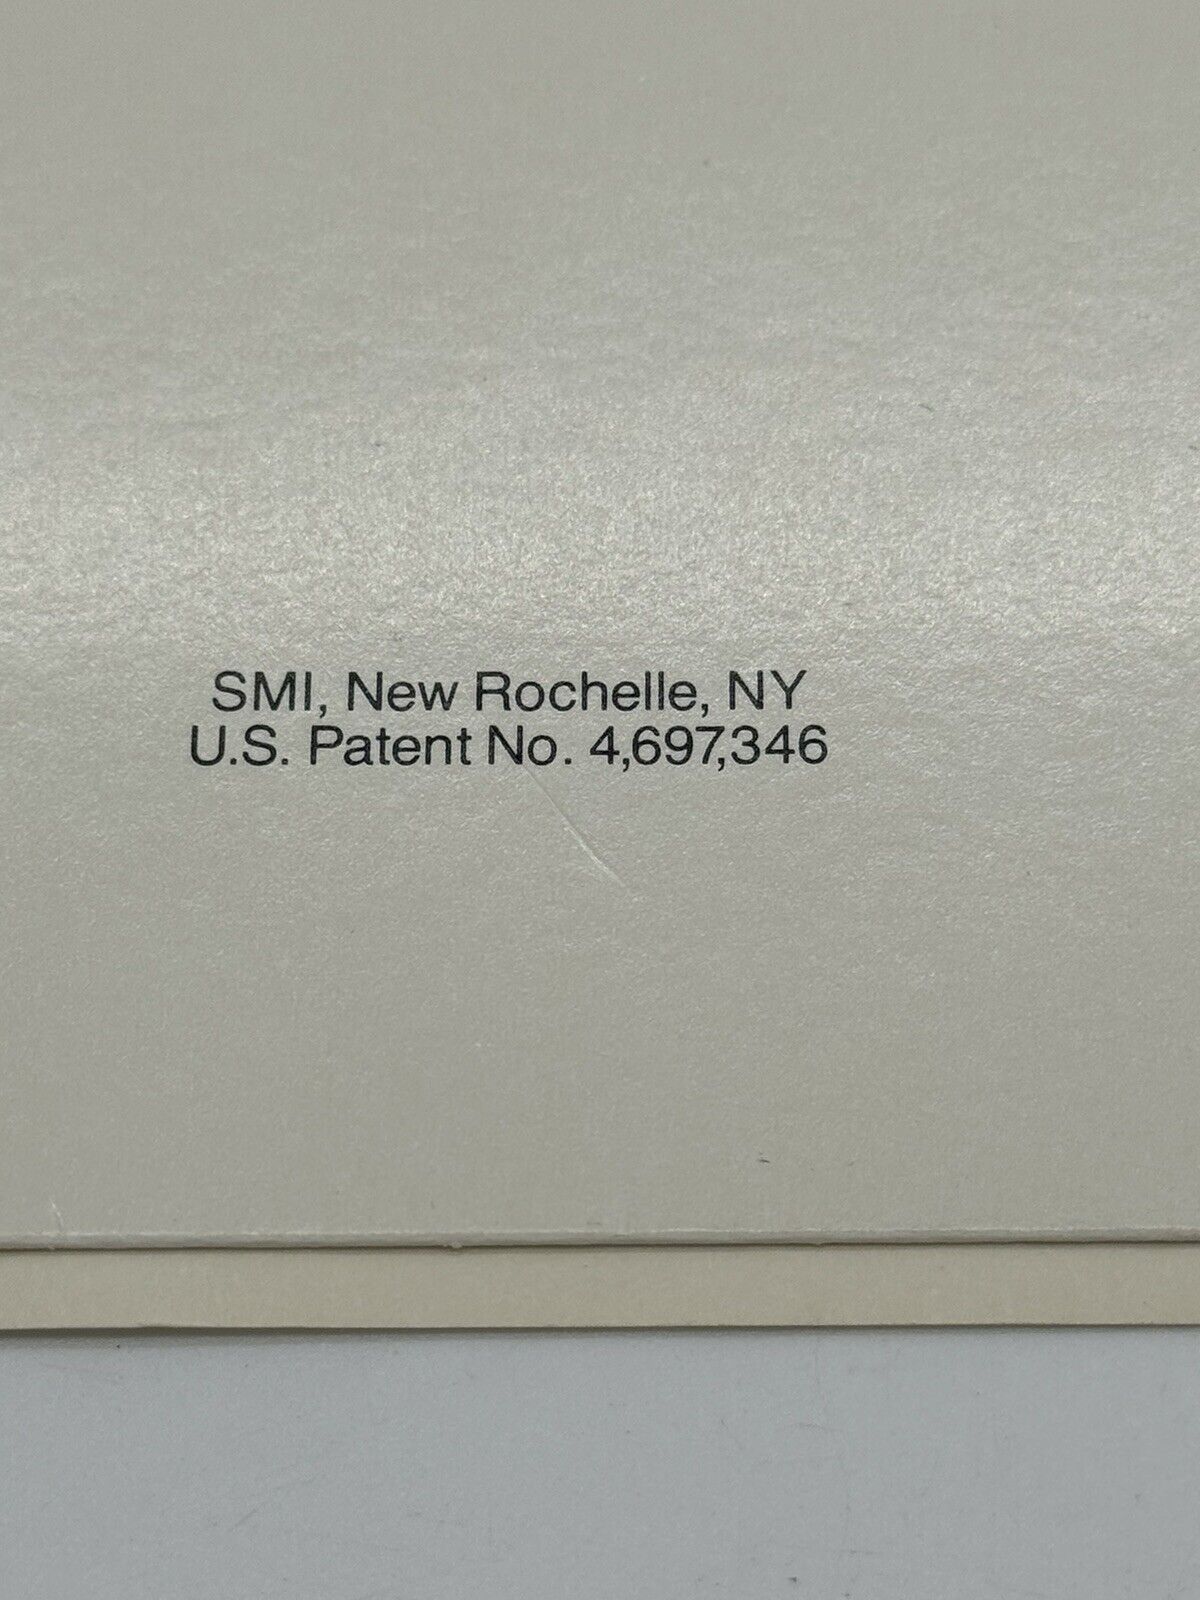 SMI, New Rochelle, NY
U.S. Patent No. 4,697,346